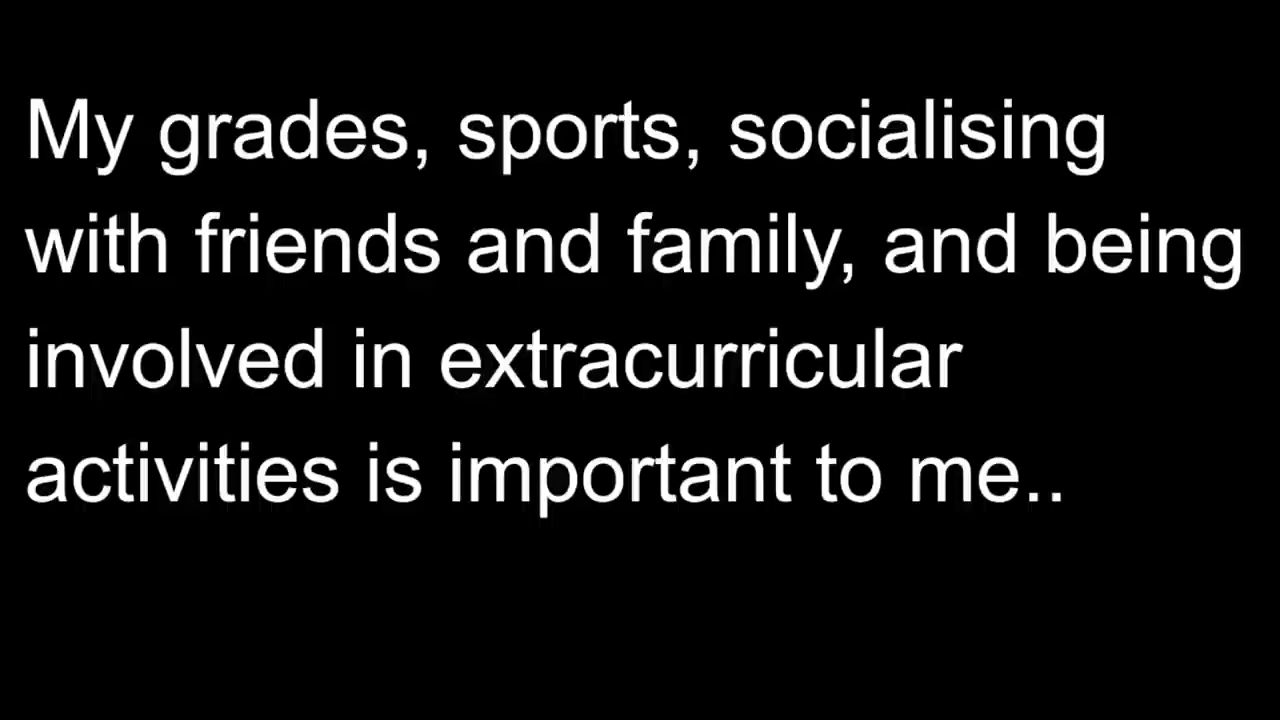 My grades, sports, socialising
with friends and family, and being
involved in extracurricular
activities is important to me..